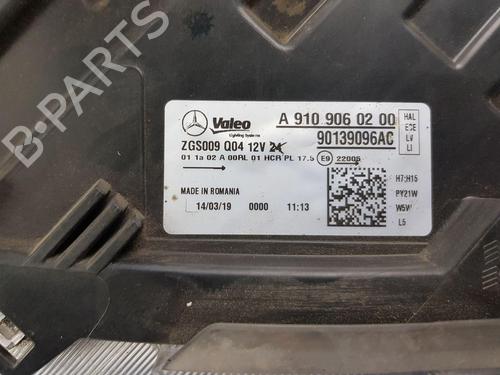 B-PARTS
Valeo
Lighting Systems
A 910 906 02 00
90139096AC
HAL
ECE
LV
LI
ZGS009 Q04 12V 24
01 1a 02 A 00RL 01 HCR PL 17.5 E9 22005
MADE IN ROMANIA
14/03/19 0000 11:13
H7;H15
PY21W
W5W
L5